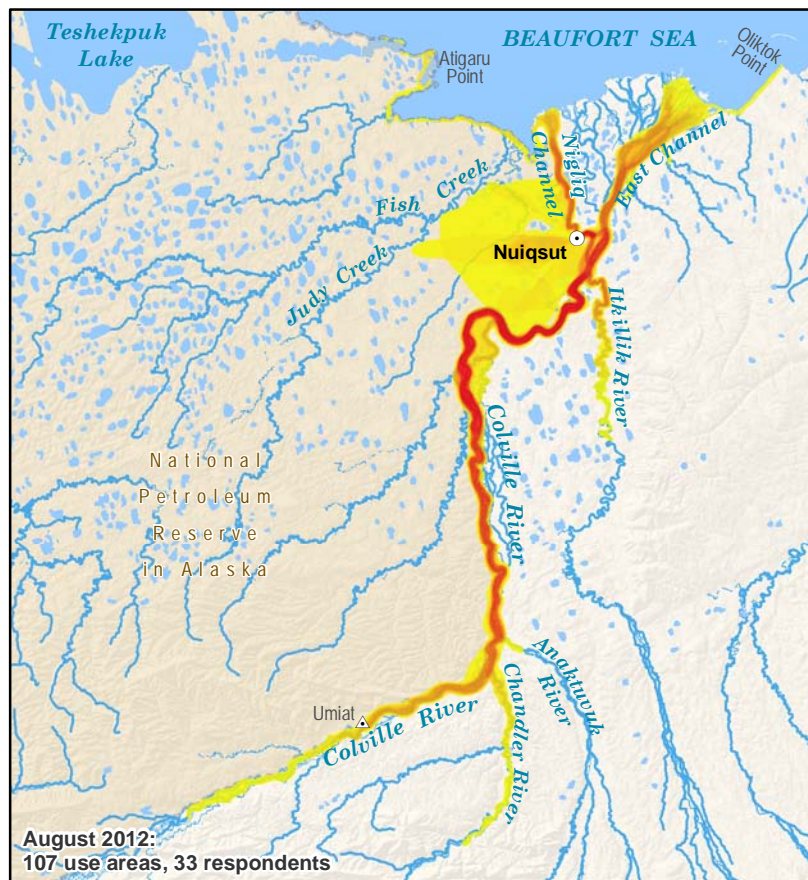 Teshekpuk
Lake
BEAUFORT SEA
Oliktok
Point
Atigaru
Point
Nigliq
Channel
East Channel
Fish Creek
Judy Creek
Nuiqsut
Itkillik River
Colville River
National
Petroleum
Reserve
in Alaska
Anaktuvuk
River
Chandler River
Umiat
Colville River
August 2012:
107 use areas, 33 respondents